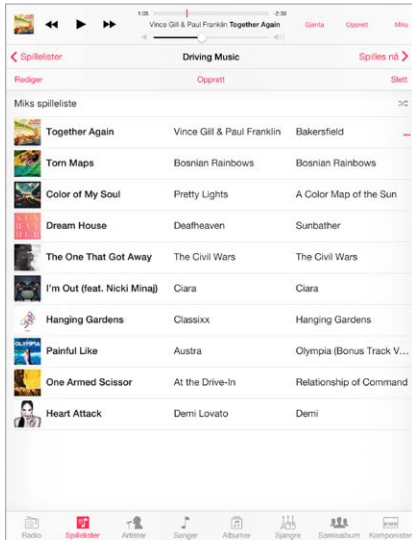 1:05 -2:39
Vince Gill & Paul Franklin Together Again
Gjenta Opprett Miks
Spillelister Driving Music Spilles nå
Rediger Opprett Slett
Miks spilleliste
Together Again Vince Gill & Paul Franklin Bakersfield
Torn Maps Bosnian Rainbows Bosnian Rainbows
Color of My Soul Pretty Lights A Color Map of the Sun
SUN BATHER
Dream House Deafheaven Sunbather
The One That Got Away The Civil Wars The Civil Wars
I'm Out (feat. Nicki Minaj) Ciara Ciara
Hanging Gardens Classixx Hanging Gardens
OLYMPIA
Painful Like Austra Olympia (Bonus Track V...
One Armed Scissor At the Drive-In Relationship of Command
Heart Attack Demi Lovato Demi
Radio Spillelister Artister Sanger Albumer Sjangre Samlealbum Komponister